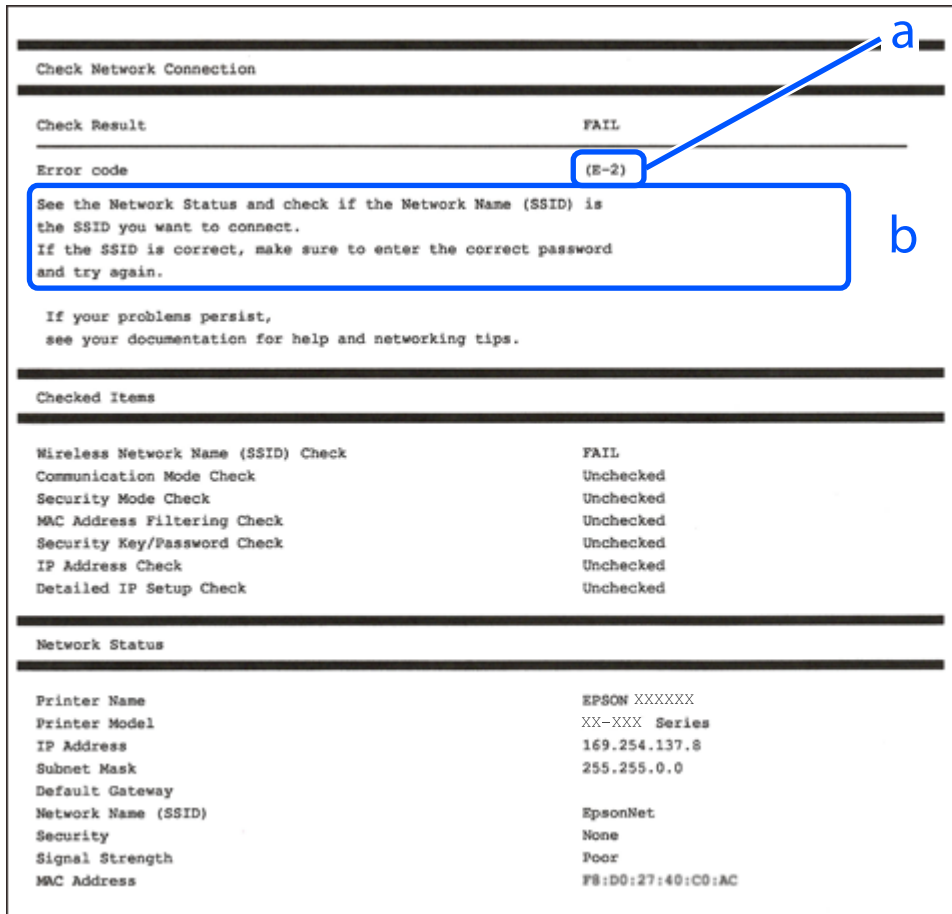 a
Check Network Connection
Check Result FAIL
Error code (E-2)
See the Network Status and check if the Network Name (SSID) is
the SSID you want to connect.
If the SSID is correct, make sure to enter the correct password
and try again.
b
If your problems persist,
see your documentation for help and networking tips.
Checked Items
Wireless Network Name (SSID) Check FAIL
Communication Mode Check Unchecked
Security Mode Check Unchecked
MAC Address Filtering Check Unchecked
Security Key/Password Check Unchecked
IP Address Check Unchecked
Detailed IP Setup Check Unchecked
Network Status
Printer Name EPSON XXXXXX
Printer Model XX-XXX Series
IP Address 169.254.137.8
Subnet Mask 255.255.0.0
Default Gateway
Network Name (SSID) EpsonNet
Security None
Signal Strength Poor
MAC Address F8:D0:27:40:C0:AC